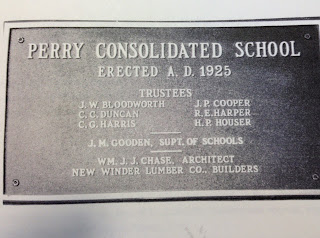 PERRY CONSOLIDATED SCHOOL
ERECTED A. D. 1925
TRUSTEES
J. W. BLOODWORTH J. P. COOPER
C. C. DUNCAN R. E. HARPER
C. G. HARRIS H. P. HOUSER
J. M. GOODEN, SUPT. OF SCHOOLS
WM. J. J. CHASE, ARCHITECT
NEW WINDER LUMBER CO., BUILDERS